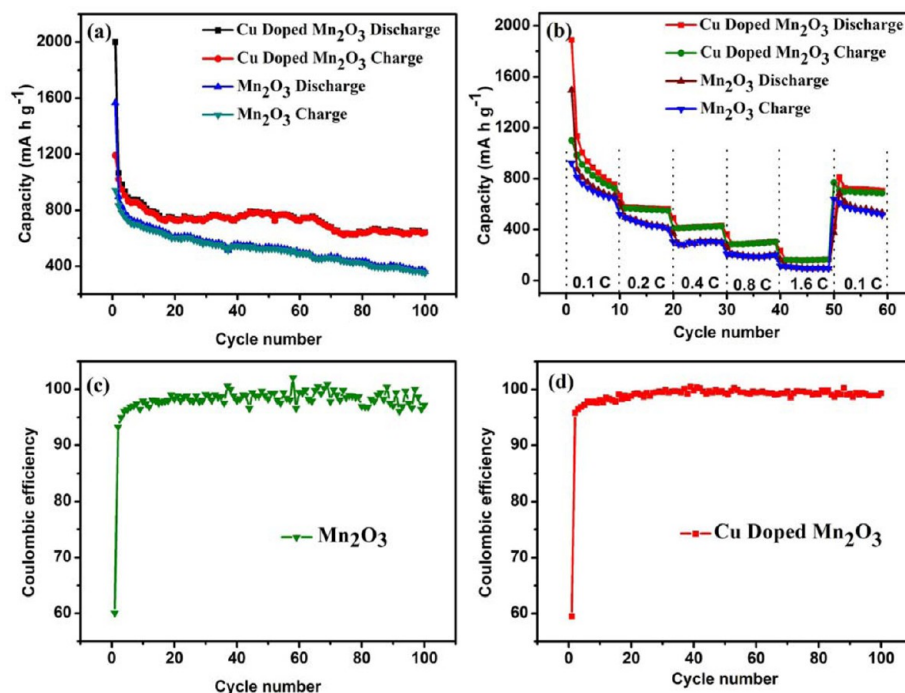 (a)
Cu Doped Mn₂O₃ Discharge
Cu Doped Mn₂O₃ Charge
Mn₂O₃ Discharge
Mn₂O₃ Charge
Capacity (mA h g⁻¹)
2000
1600
1200
800
400
0 20 40 60 80 100
Cycle number
(b)
Cu Doped Mn₂O₃ Discharge
Cu Doped Mn₂O₃ Charge
Mn₂O₃ Discharge
Mn₂O₃ Charge
Capacity (mA h g⁻¹)
2000
1600
1200
800
400
0
0.1 C 0.2 C 0.4 C 0.8 C 1.6 C 0.1 C
0 10 20 30 40 50 60
Cycle number
(c)
Mn₂O₃
Coulombic efficiency
100
90
80
70
60
0 20 40 60 80 100
Cycle number
(d)
Cu Doped Mn₂O₃
Coulombic efficiency
100
90
80
70
60
0 20 40 60 80 100
Cycle number